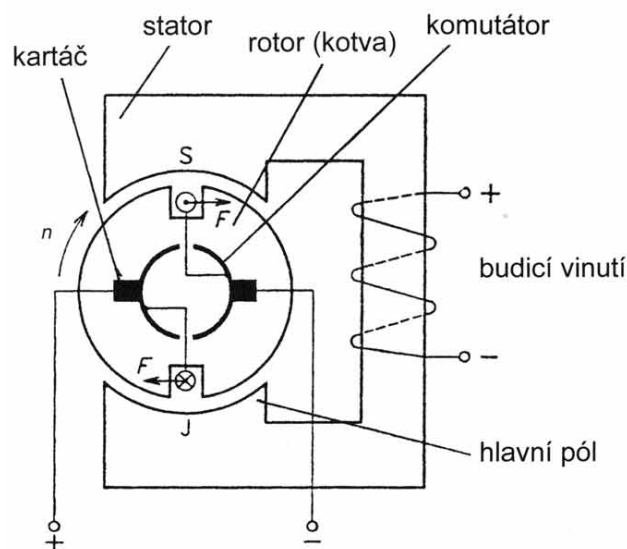 stator
rotor (kotva)
komutátor
kartáč
S
F
n
+
budicí vinutí
F
-
J
hlavní pól
+
-